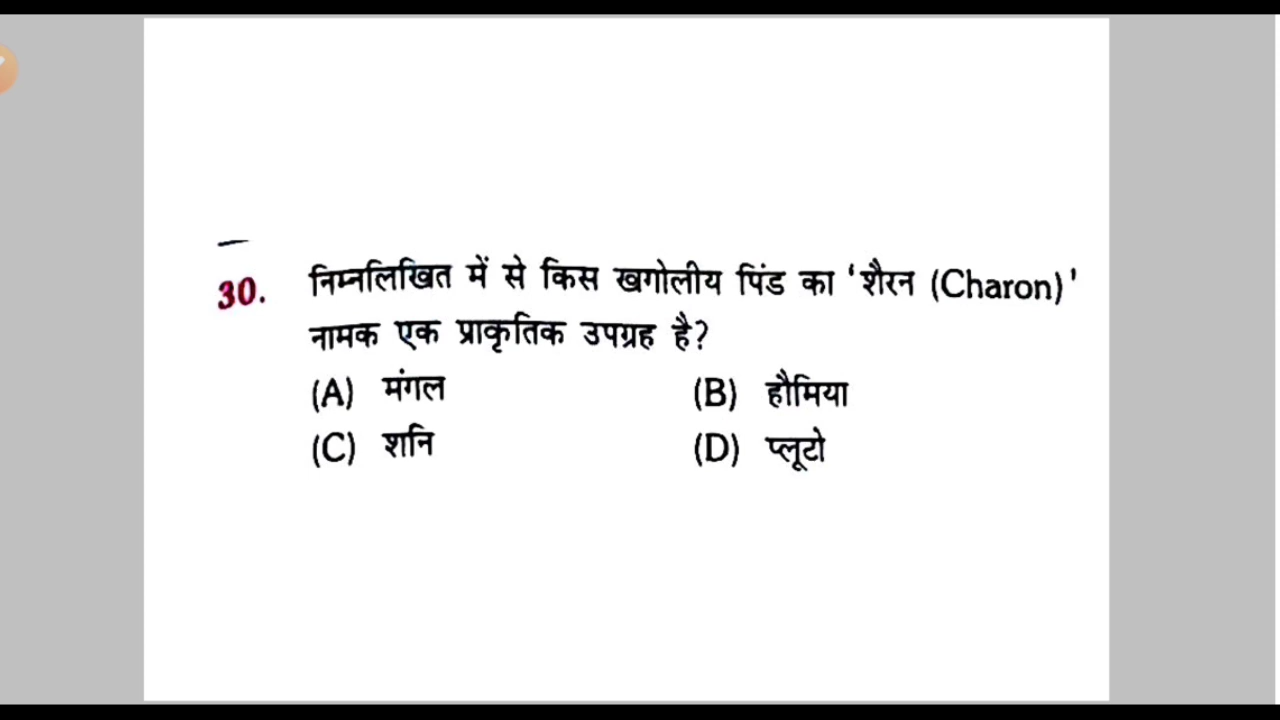 30. निम्नलिखित में से किस खगोलीय पिंड का 'शैरन (Charon)'
नामक एक प्राकृतिक उपग्रह है?
(A) मंगल (B) हौमिया
(C) शनि (D) प्लूटो